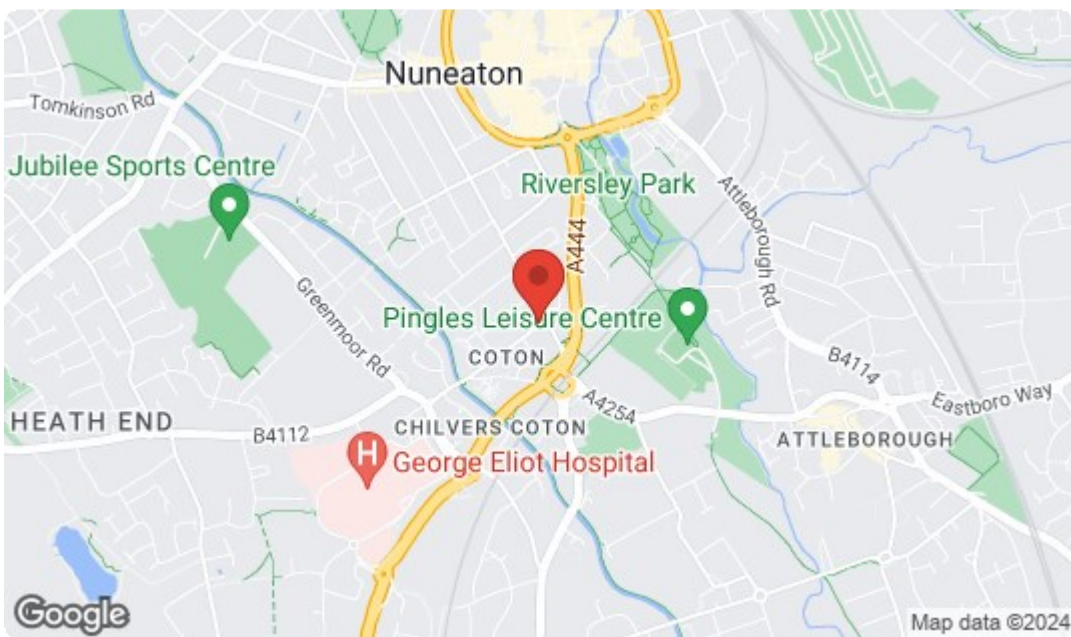 Nuneaton
Tomkinson Rd
Jubilee Sports Centre
Riversley Park
Attleborough Rd
A444
Greenmoor Rd
Pingles Leisure Centre
COTON
B4114
A4254
Eastboro Way
HEATH END
B4112
CHILVERS COTON
ATTLEBOROUGH
H
George Eliot Hospital
Google
Map data ©2024